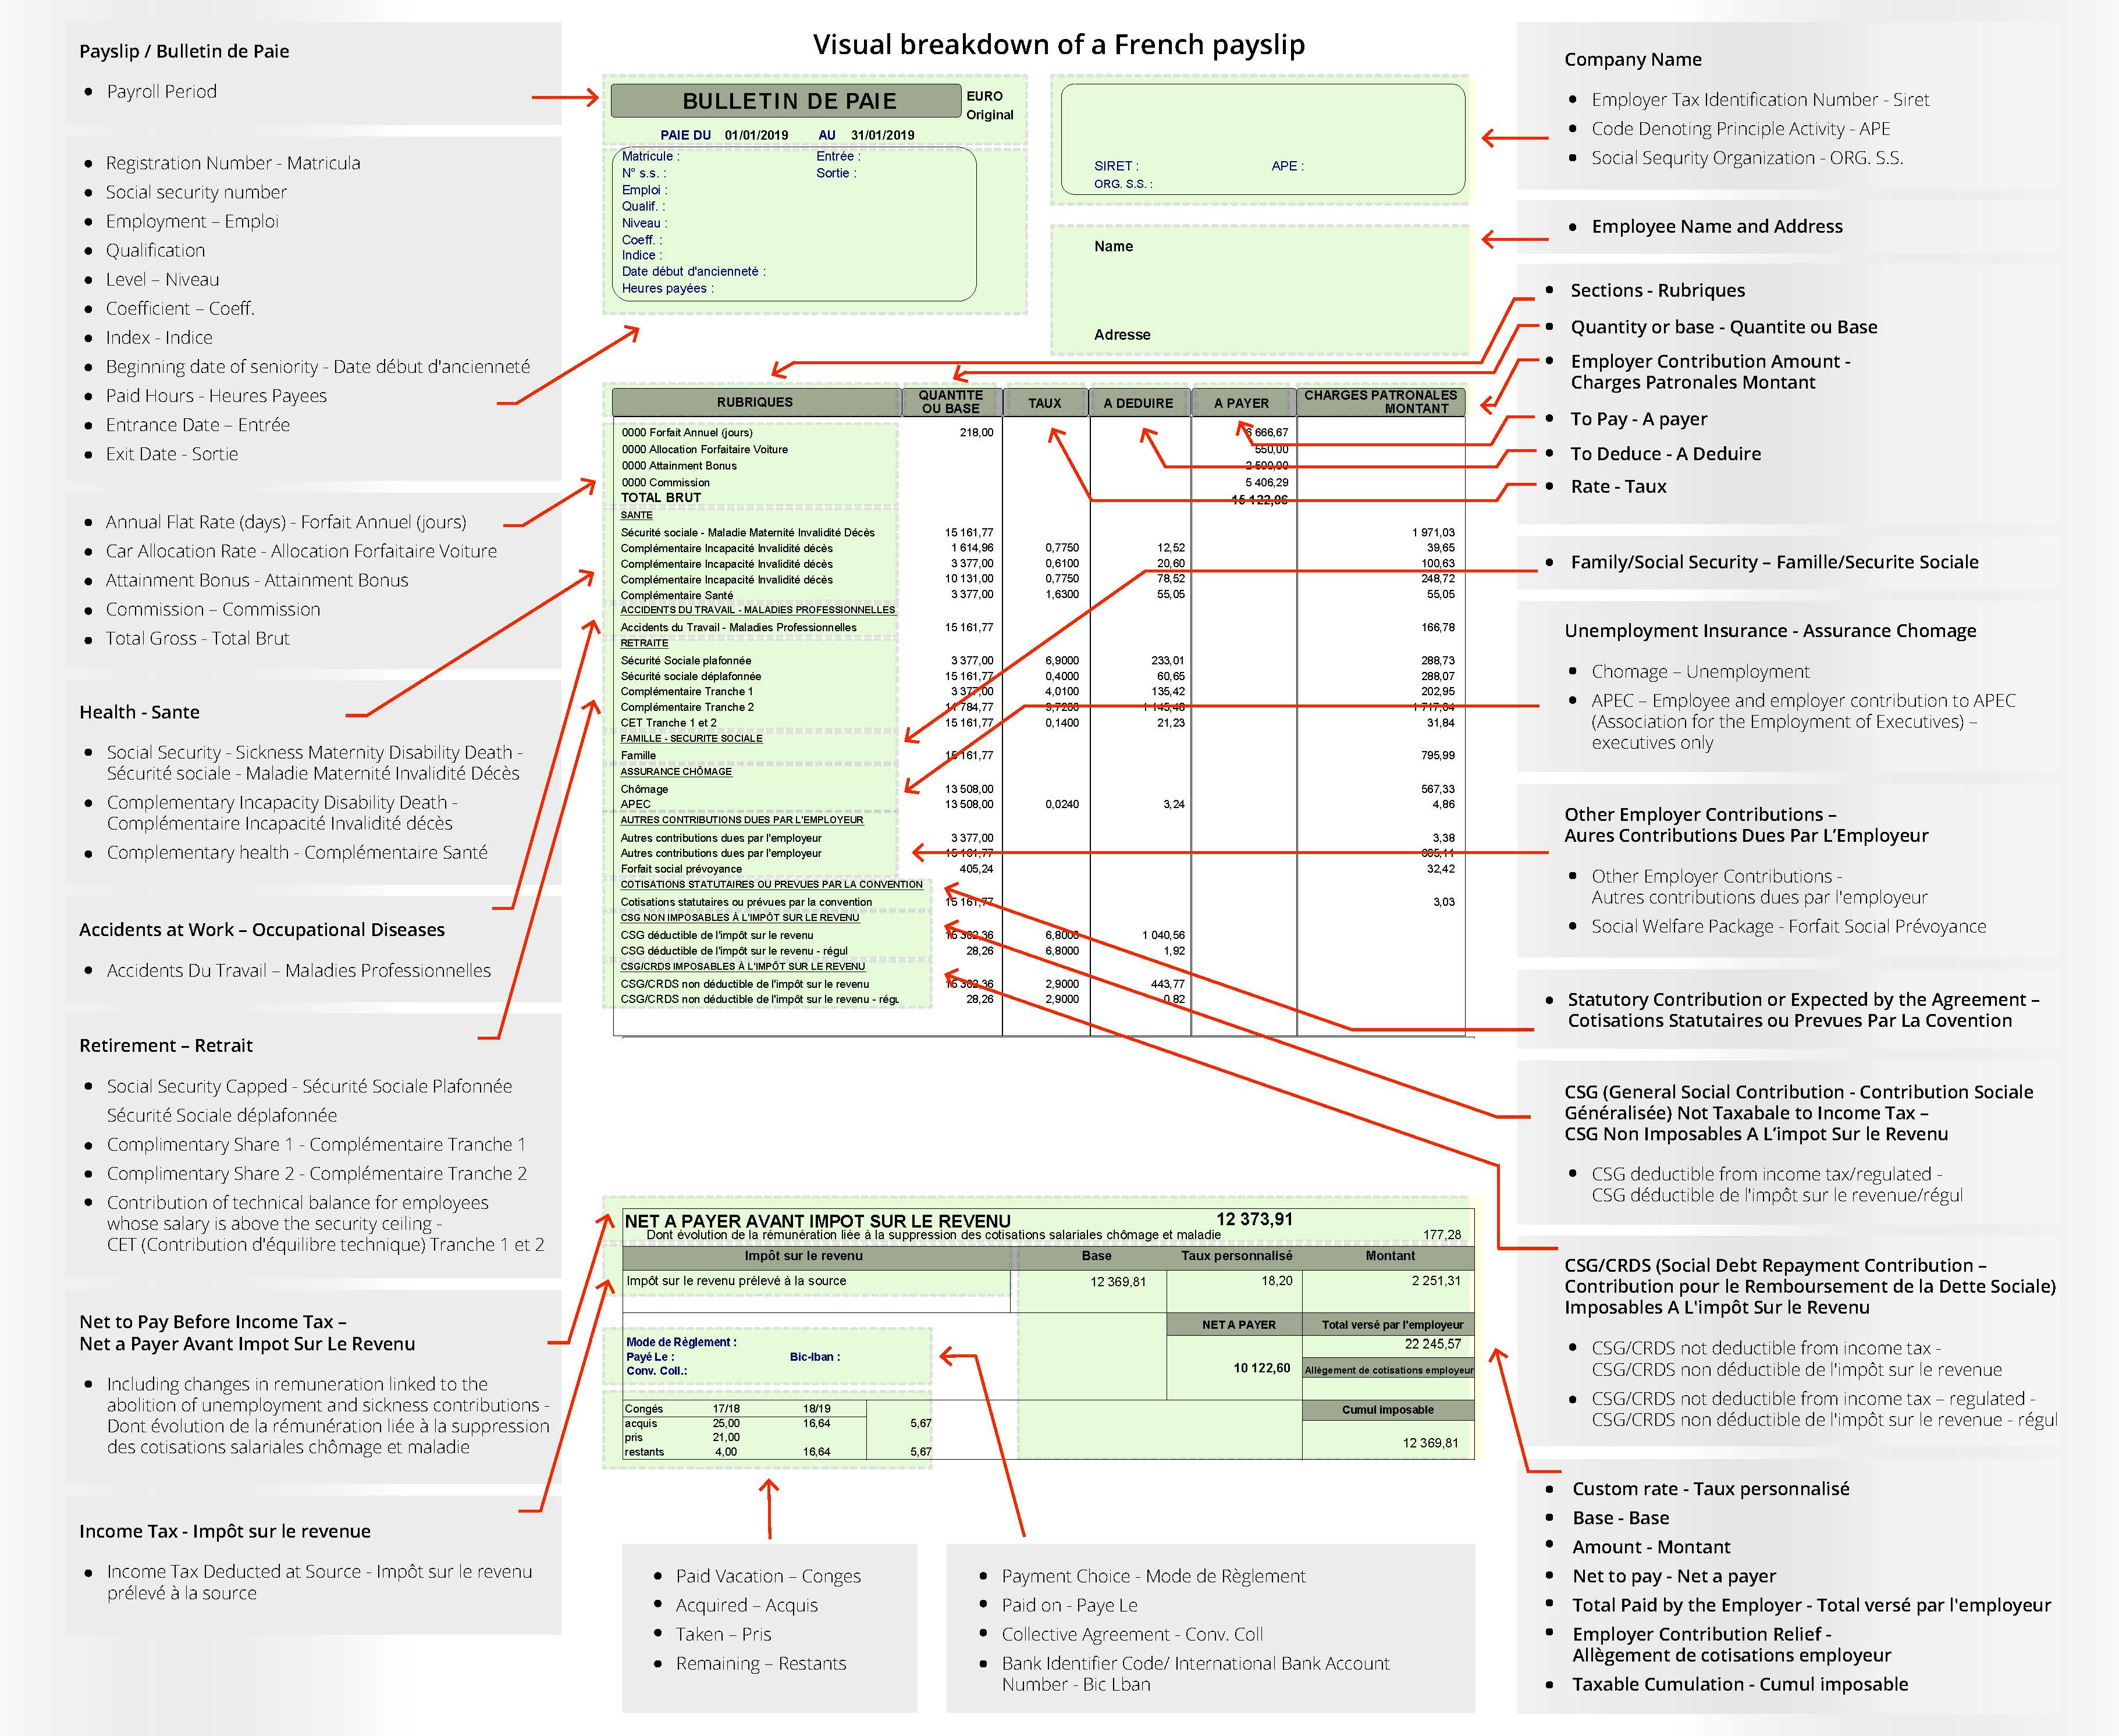 Visual breakdown of a French payslip
Payslip / Bulletin de Paie
• Payroll Period
• Registration Number - Matricula
• Social security number
• Employment – Emploi
• Qualification
• Level – Niveau
• Coefficient – Coeff.
• Index - Indice
• Beginning date of seniority - Date début d'ancienneté
• Paid Hours - Heures Payees
• Entrance Date – Entrée
• Exit Date - Sortie
• Annual Flat Rate (days) - Forfait Annuel (jours)
• Car Allocation Rate - Allocation Forfaitaire Voiture
• Attainment Bonus - Attainment Bonus
• Commission – Commission
• Total Gross - Total Brut
Health - Sante
• Social Security - Sickness Maternity Disability Death -
Sécurité sociale - Maladie Maternité Invalidité Décès
• Complementary Incapacity Disability Death -
Complémentaire Incapacité Invalidité décès
• Complementary health - Complémentaire Santé
Accidents at Work – Occupational Diseases
• Accidents Du Travail – Maladies Professionnelles
Retirement – Retrait
• Social Security Capped - Sécurité Sociale Plafonnée
Sécurité Sociale déplafonnée
• Complimentary Share 1 - Complémentaire Tranche 1
• Complimentary Share 2 - Complémentaire Tranche 2
• Contribution of technical balance for employees
whose salary is above the security ceiling -
CET (Contribution d'équilibre technique) Tranche 1 et 2
Net to Pay Before Income Tax –
Net a Payer Avant Impot Sur Le Revenu
• Including changes in remuneration linked to the
abolition of unemployment and sickness contributions -
Dont évolution de la rémunération liée à la suppression
des cotisations salariales chômage et maladie
Income Tax - Impôt sur le revenue
• Income Tax Deducted at Source - Impôt sur le revenu
prélevé à la source
BULLETIN DE PAIE EURO
Original
PAIE DU 01/01/2019 AU 31/01/2019
Matricule : Entrée :
N° s.s. : Sortie :
Emploi :
Qualif. :
Niveau :
Coeff. :
Indice :
Date début d'ancienneté :
Heures payées :
SIRET : APE :
ORG. S.S. :
Name
Adresse
RUBRIQUES QUANTITE OU BASE TAUX A DEDUIRE A PAYER CHARGES PATRONALES MONTANT
0000 Forfait Annuel (jours) 218,00 6 666,67
0000 Allocation Forfaitaire Voiture 550,00
0000 Attainment Bonus
0000 Commission 5 406,29
TOTAL BRUT
SANTE
Sécurité sociale - Maladie Maternité Invalidité Décès 15 161,77 1 971,03
Complémentaire Incapacité Invalidité décès 1 614,96 0,7750 12,52 39,65
Complémentaire Incapacité Invalidité décès 3 377,00 0,6100 20,60 100,63
Complémentaire Incapacité Invalidité décès 10 131,00 0,7750 78,52 248,72
Complémentaire Santé 3 377,00 1,6300 55,05 55,05
ACCIDENTS DU TRAVAIL - MALADIES PROFESSIONNELLES
Accidents du Travail - Maladies Professionnelles 15 161,77 166,78
RETRAITE
Sécurité Sociale plafonnée 3 377,00 6,9000 233,01 288,73
Sécurité sociale déplafonnée 15 161,77 0,4000 60,65 288,07
Complémentaire Tranche 1 3 377,00 4,0100 135,42 202,95
Complémentaire Tranche 2 11 784,77
CET Tranche 1 et 2 15 161,77 0,1400 21,23 31,84
FAMILLE - SECURITE SOCIALE
Famille 15 161,77 795,99
ASSURANCE CHÔMAGE
Chômage 13 508,00 567,33
APEC 13 508,00 0,0240 3,24 4,86
AUTRES CONTRIBUTIONS DUES PAR L'EMPLOYEUR
Autres contributions dues par l'employeur 3 377,00 3,38
Autres contributions dues par l'employeur
Forfait social prévoyance 405,24 32,42
COTISATIONS STATUTAIRES OU PREVUES PAR LA CONVENTION
Cotisations statutaires ou prévues par la convention 15 161,77 3,03
CSG NON IMPOSABLES À L'IMPÔT SUR LE REVENU
CSG déductible de l'impôt sur le revenu 15 302,36 6,8000 1 040,56
CSG déductible de l'impôt sur le revenu - régul 28,26 6,8000 1,92
CSG/CRDS IMPOSABLES À L'IMPÔT SUR LE REVENU
CSG/CRDS non déductible de l'impôt sur le revenu 15 302,36 2,9000 443,77
CSG/CRDS non déductible de l'impôt sur le revenu - régu 28,26 2,9000 0,82
NET A PAYER AVANT IMPOT SUR LE REVENU 12 373,91
Dont évolution de la rémunération liée à la suppression des cotisations salariales chômage et maladie 177,28
Impôt sur le revenu Base Taux personnalisé Montant
Impôt sur le revenu prélevé à la source 12 369,81 18,20 2 251,31
NET A PAYER Total versé par l'employeur
22 245,57
Mode de Règlement :
Payé Le : Bic-Iban :
Conv. Coll.:
10 122,60 Allègement de cotisations employeur
Congés 17/18 18/19
acquis 25,00 16,64 5,67
pris 21,00
restants 4,00 16,64 5,67
Cumul imposable
12 369,81
• Paid Vacation – Conges
• Acquired – Acquis
• Taken – Pris
• Remaining – Restants
• Payment Choice - Mode de Règlement
• Paid on - Paye Le
• Collective Agreement - Conv. Coll
• Bank Identifier Code/ International Bank Account
Number - Bic Lban
Company Name
• Employer Tax Identification Number - Siret
• Code Denoting Principle Activity - APE
• Social Sequrity Organization - ORG. S.S.
• Employee Name and Address
• Sections - Rubriques
• Quantity or base - Quantite ou Base
• Employer Contribution Amount -
Charges Patronales Montant
• To Pay - A payer
• To Deduce - A Deduire
• Rate - Taux
• Family/Social Security – Famille/Securite Sociale
Unemployment Insurance - Assurance Chomage
• Chomage – Unemployment
• APEC – Employee and employer contribution to APEC
(Association for the Employment of Executives) –
executives only
Other Employer Contributions –
Aures Contributions Dues Par L’Employeur
• Other Employer Contributions -
Autres contributions dues par l'employeur
• Social Welfare Package - Forfait Social Prévoyance
• Statutory Contribution or Expected by the Agreement –
Cotisations Statutaires ou Prevues Par La Covention
CSG (General Social Contribution - Contribution Sociale
Généralisée) Not Taxabale to Income Tax –
CSG Non Imposables A L’impot Sur le Revenu
• CSG deductible from income tax/regulated -
CSG déductible de l'impôt sur le revenue/régul
CSG/CRDS (Social Debt Repayment Contribution –
Contribution pour le Remboursement de la Dette Sociale)
Imposables A L'impôt Sur le Revenu
• CSG/CRDS not deductible from income tax -
CSG/CRDS non déductible de l'impôt sur le revenue
• CSG/CRDS not deductible from income tax – regulated -
CSG/CRDS non déductible de l'impôt sur le revenue - régul
• Custom rate - Taux personnalisé
• Base - Base
• Amount - Montant
• Net to pay - Net a payer
• Total Paid by the Employer - Total versé par l'employeur
• Employer Contribution Relief -
Allègement de cotisations employeur
• Taxable Cumulation - Cumul imposable